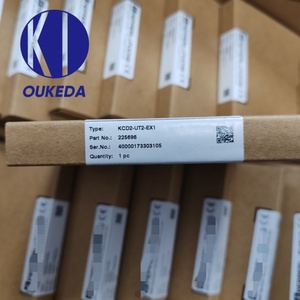 KI
OUKEDA
Type: KCD2-UT2-EX1
Part No.: 225696
Ser.No.: 40000173303105
Quantity: 1 pc